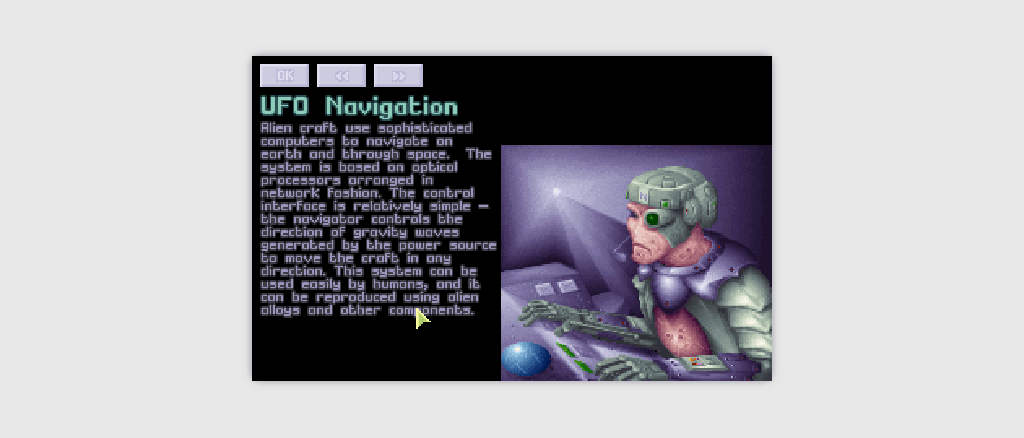 OK << >>
UFO Navigation
Alien craft use sophisticated
computers to navigate on
earth and through space. The
system is based on optical
processors arranged in
network fashion. The control
interface is relatively simple –
the navigator controls the
direction of gravity waves
generated by the power source
to move the craft in any
direction. This system can be
used easily by humans, and it
can be reproduced using alien
alloys and other components.